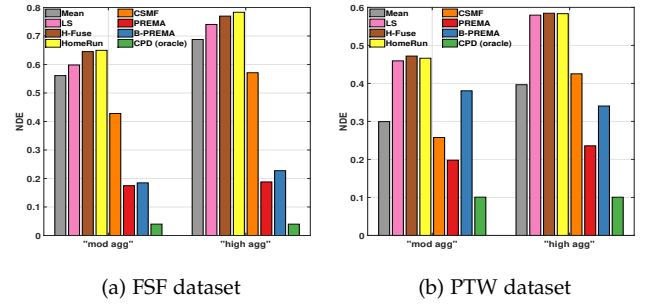 0.8
0.7
0.6
0.5
0.4
0.3
0.2
0.1
0
NDE
Mean
LS
H-Fuse
HomeRun
CSMF
PREMA
B-PREMA
CPD (oracle)
"mod agg" "high agg"
(a) FSF dataset
0.6
0.5
0.4
0.3
0.2
0.1
0
NDE
Mean
LS
H-Fuse
HomeRun
CSMF
PREMA
B-PREMA
CPD (oracle)
"mod agg" "high agg"
(b) PTW dataset